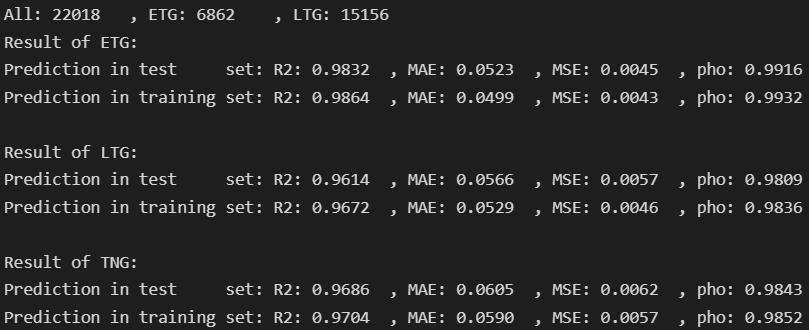 All: 22018   , ETG: 6862    , LTG: 15156
Result of ETG:
Prediction in test     set: R2: 0.9832  , MAE: 0.0523  , MSE: 0.0045  , pho: 0.9916
Prediction in training set: R2: 0.9864  , MAE: 0.0499  , MSE: 0.0043  , pho: 0.9932
Result of LTG:
Prediction in test     set: R2: 0.9614  , MAE: 0.0566  , MSE: 0.0057  , pho: 0.9809
Prediction in training set: R2: 0.9672  , MAE: 0.0529  , MSE: 0.0046  , pho: 0.9836
Result of TNG:
Prediction in test     set: R2: 0.9686  , MAE: 0.0605  , MSE: 0.0062  , pho: 0.9843
Prediction in training set: R2: 0.9704  , MAE: 0.0590  , MSE: 0.0057  , pho: 0.9852